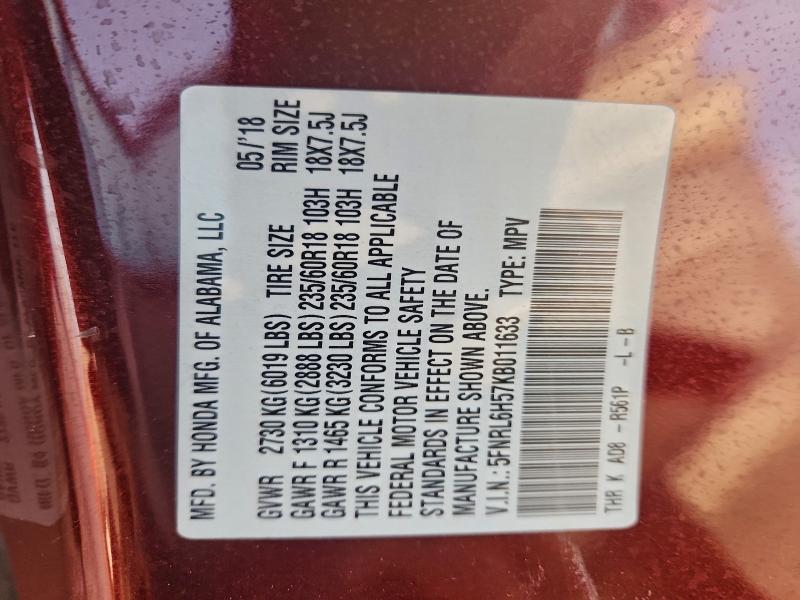 MFD. BY HONDA MFG. OF ALABAMA, LLC 05/'18
GVWR 2730 KG (6019 LBS) TIRE SIZE RIM SIZE
GAWR F 1310 KG (2888 LBS) 235/60R18 103H 18X7.5J
GAWR R 1465 KG (3230 LBS) 235/60R18 103H 18X7.5J
THIS VEHICLE CONFORMS TO ALL APPLICABLE
FEDERAL MOTOR VEHICLE SAFETY
STANDARDS IN EFFECT ON THE DATE OF
MANUFACTURE SHOWN ABOVE.
V.I.N.: 5FNRL6H57KB011633 TYPE: MPV
THR K AD8 -R561P -L -B